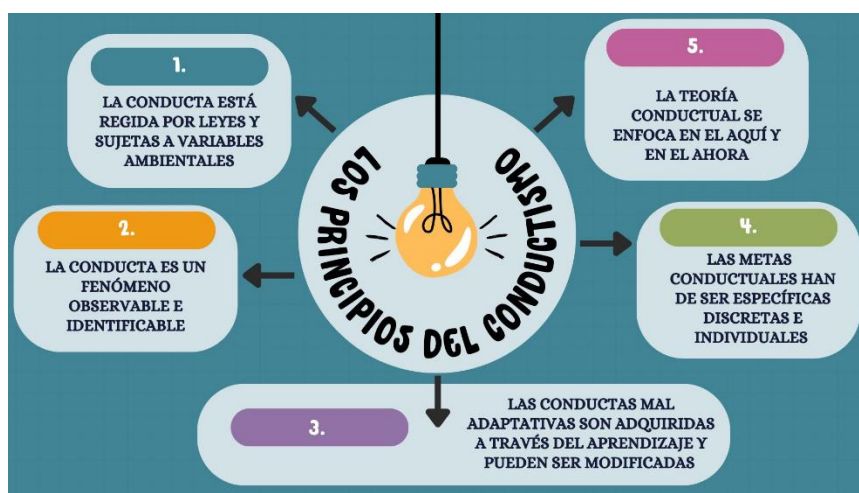 LOS PRINCIPIOS DEL CONDUCTISMO
1.
LA CONDUCTA ESTÁ
REGIDA POR LEYES Y
SUJETAS A VARIABLES
AMBIENTALES
2.
LA CONDUCTA ES UN
FENÓMENO
OBSERVABLE E
IDENTIFICABLE
3.
LAS CONDUCTAS MAL
ADAPTATIVAS SON ADQUIRIDAS
A TRAVÉS DEL APRENDIZAJE Y
PUEDEN SER MODIFICADAS
4.
LAS METAS
CONDUCTUALES HAN
DE SER ESPECÍFICAS
DISCRETAS E
INDIVIDUALES
5.
LA TEORÍA
CONDUCTUAL SE
ENFOCA EN EL AQUÍ Y
EN EL AHORA